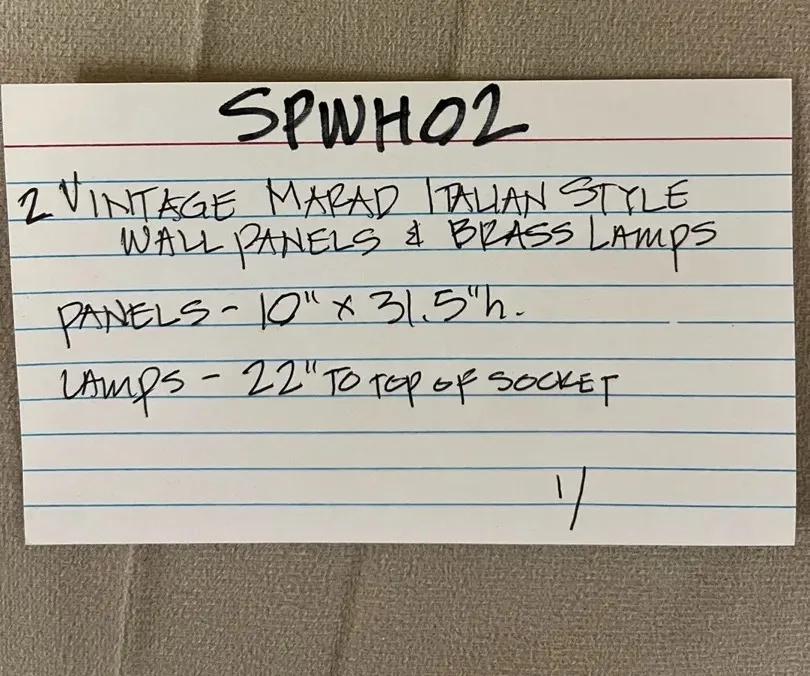 SPWH02
2 VINTAGE MARAD ITALIAN STYLE
WALL PANELS & BRASS LAMPS
PANELS - 10" x 31.5"h.
LAMPS - 22" TO TOP OF SOCKET
1/